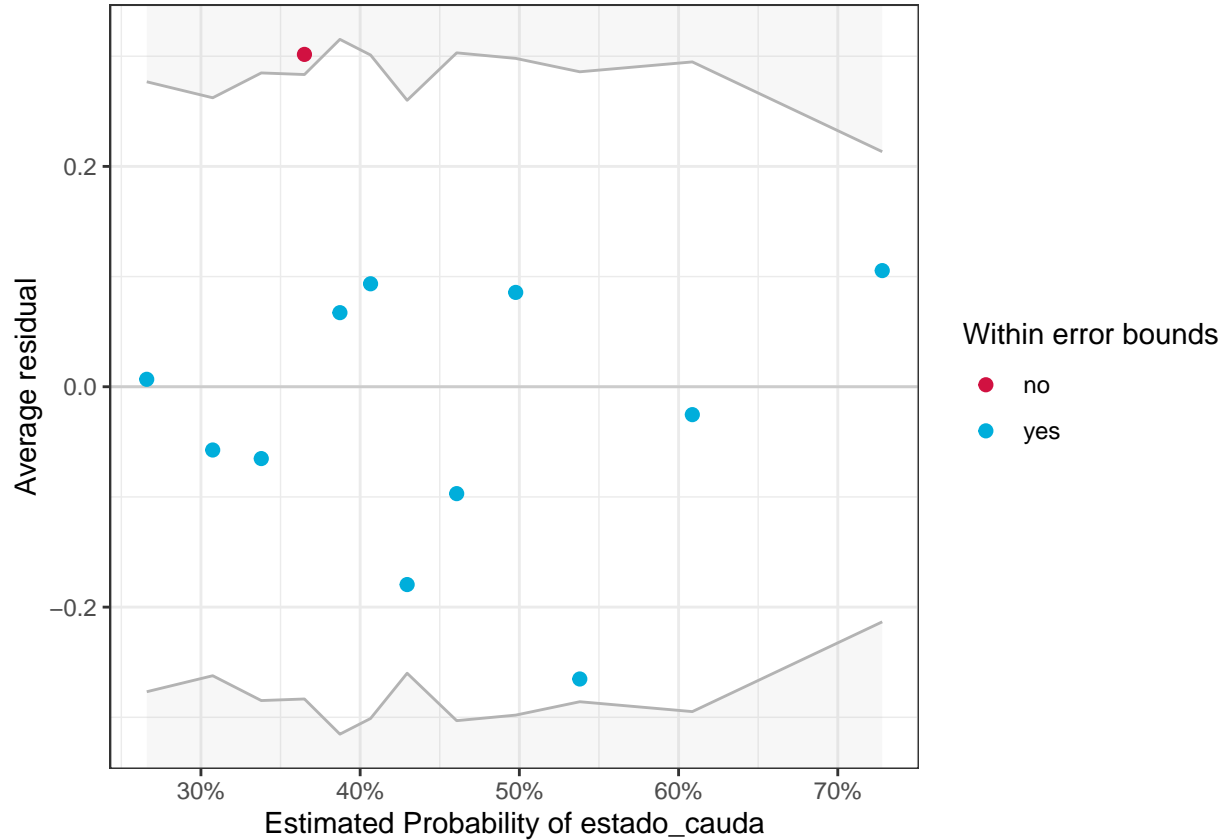 0.2
0.0
−0.2
Average residual
30%
40%
50%
60%
70%
Estimated Probability of estado_cauda
Within error bounds
no
yes